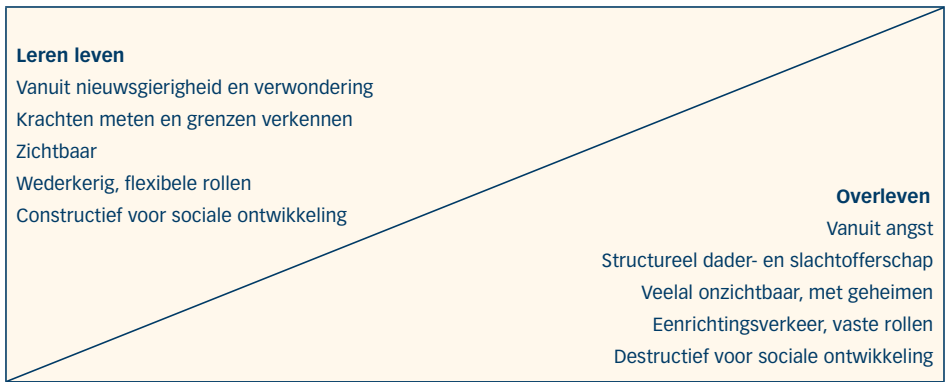 Leren leven
Vanuit nieuwsgierigheid en verwondering
Krachten meten en grenzen verkennen
Zichtbaar
Wederkerig, flexibele rollen
Constructief voor sociale ontwikkeling
Overleven
Vanuit angst
Structureel dader- en slachtofferschap
Veelal onzichtbaar, met geheimen
Eenrichtingsverkeer, vaste rollen
Destructief voor sociale ontwikkeling